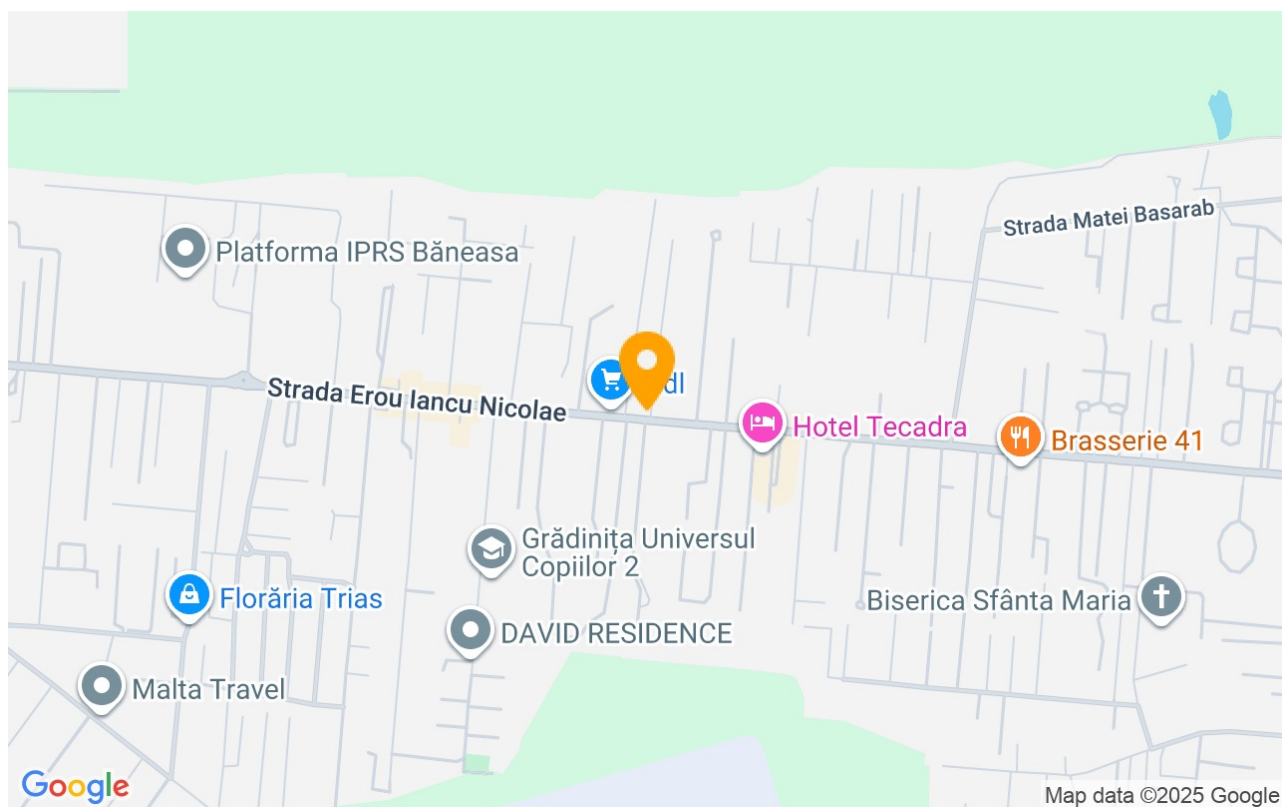 Strada Matei Basarab
Platforma IPRS Băneasa
Strada Erou Iancu Nicolae
Hotel Tecadra
Brasserie 41
Grădinița Universul
Copiilor 2
Florăria Trias
Biserica Sfânta Maria
DAVID RESIDENCE
Malta Travel
Google
Map data ©2025 Google